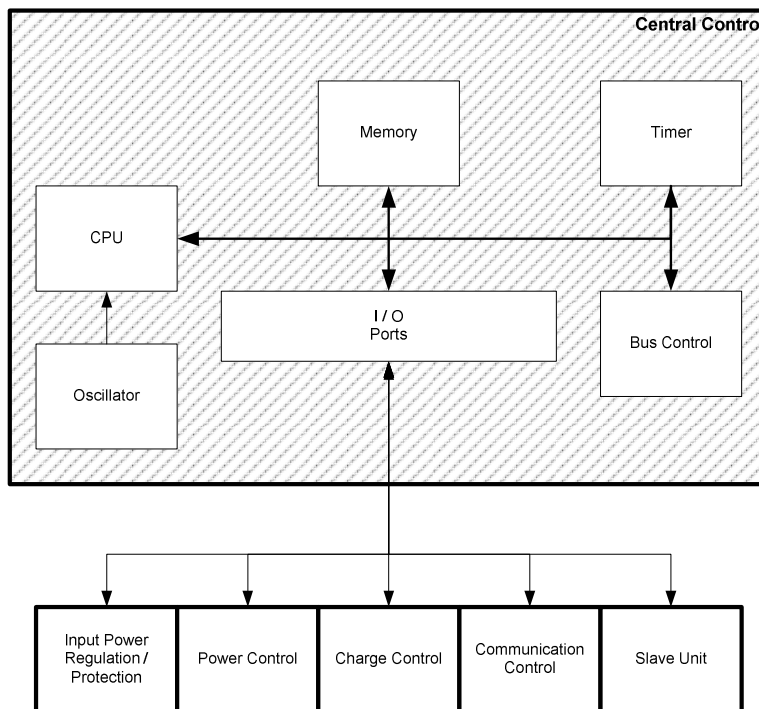 Central Contro
Memory
Timer
CPU
I / O
Ports
Bus Control
Oscillator
Input Power
Regulation /
Protection
Power Control
Charge Control
Communication
Control
Slave Unit